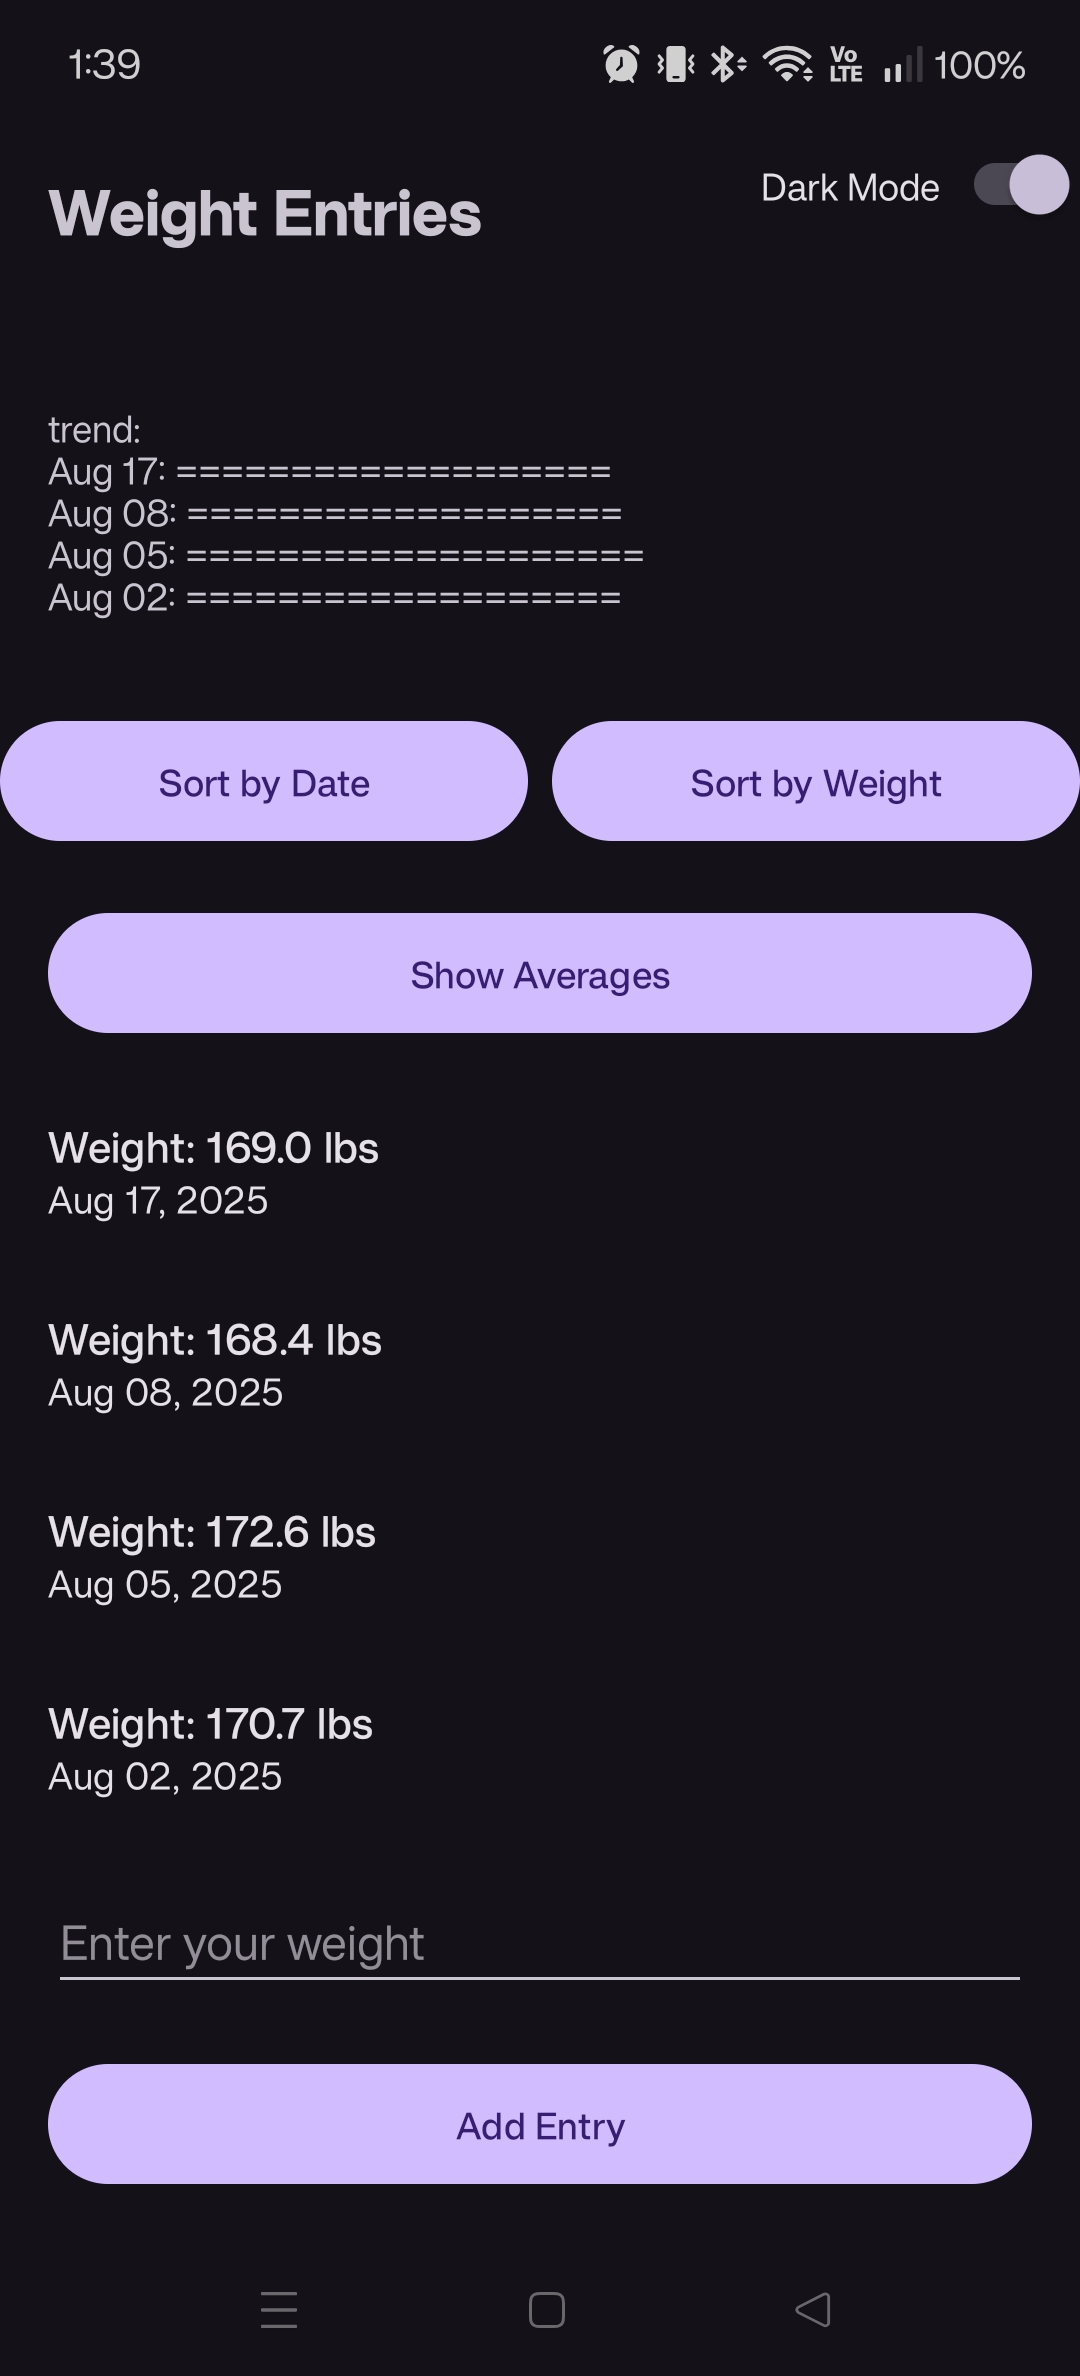 1:39
Vo LTE 100%
Dark Mode
Weight Entries
trend:
Aug 17: ===================
Aug 08: ===================
Aug 05: ====================
Aug 02: ===================
Sort by Date
Sort by Weight
Show Averages
Weight: 169.0 lbs
Aug 17, 2025
Weight: 168.4 lbs
Aug 08, 2025
Weight: 172.6 lbs
Aug 05, 2025
Weight: 170.7 lbs
Aug 02, 2025
Enter your weight
Add Entry